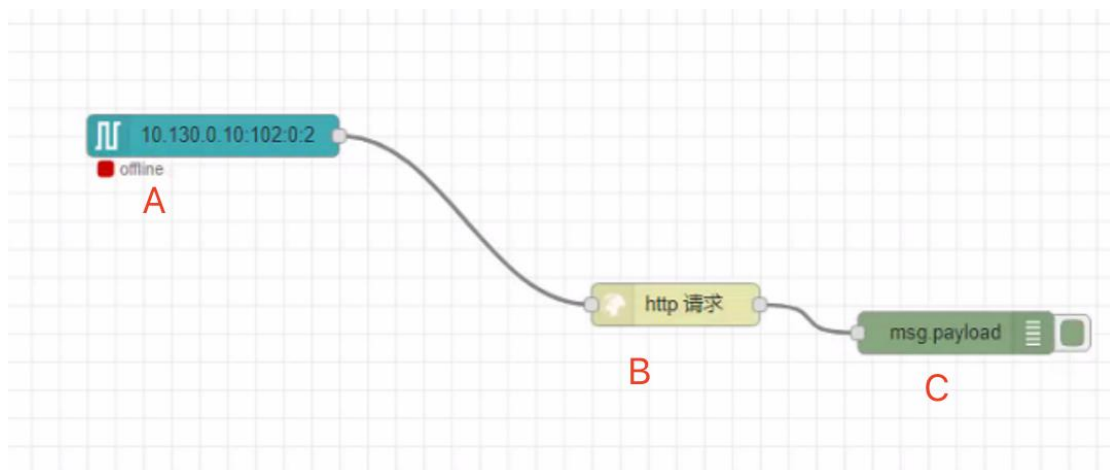 10.130.0.10:102:0:2
offline
A
http 请求
msg.payload
B
C